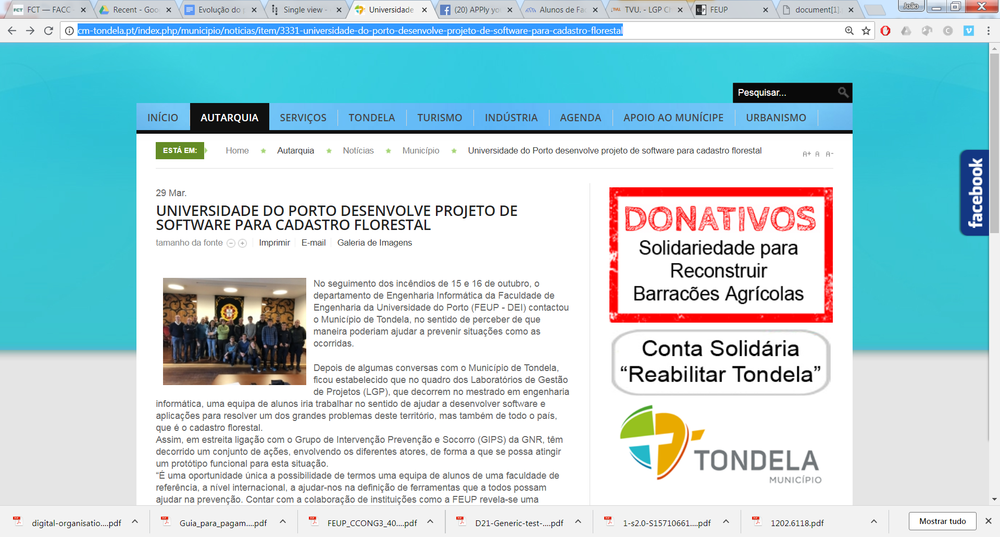 FCT — FACC -
Recent - Goo
Evolução do p
Single view -
Universidade
(20) APPly yo
Alunos de Fac
TVU. - LGP Ch
FEUP
document[1].
João
cm-tondela.pt/index.php/municipio/noticias/item/3331-universidade-do-porto-desenvolve-projeto-de-software-para-cadastro-florestal
Pesquisar...
INÍCIO AUTARQUIA SERVIÇOS TONDELA TURISMO INDÚSTRIA AGENDA APOIO AO MUNÍCIPE URBANISMO
ESTÁ EM: Home Autarquia Notícias Município Universidade do Porto desenvolve projeto de software para cadastro florestal
A+ A A-
facebook
29 Mar.
UNIVERSIDADE DO PORTO DESENVOLVE PROJETO DE
SOFTWARE PARA CADASTRO FLORESTAL
tamanho da fonte Imprimir E-mail Galeria de Imagens
No seguimento dos incêndios de 15 e 16 de outubro, o
departamento de Engenharia Informática da Faculdade de
Engenharia da Universidade do Porto (FEUP - DEI) contactou
o Município de Tondela, no sentido de perceber de que
maneira poderiam ajudar a prevenir situações como as
ocorridas.
Depois de algumas conversas com o Município de Tondela,
ficou estabelecido que no quadro dos Laboratórios de Gestão
de Projetos (LGP), que decorrem no mestrado em engenharia
informática, uma equipa de alunos iria trabalhar no sentido de ajudar a desenvolver software e
aplicações para resolver um dos grandes problemas deste território, mas também de todo o país,
que é o cadastro florestal.
Assim, em estreita ligação com o Grupo de Intervenção Prevenção e Socorro (GIPS) da GNR, têm
decorrido um conjunto de ações, envolvendo os diferentes atores, de forma a que se possa atingir
um protótipo funcional para esta situação.
“É uma oportunidade única a possibilidade de termos uma equipa de alunos de uma faculdade de
referência, a nível internacional, a ajudar-nos na definição de ferramentas que a todos possam
ajudar na prevenção. Contar com a colaboração de instituições como a FEUP revela-se uma
DONATIVOS
Solidariedade para
Reconstruir
Barracões Agrícolas
Conta Solidária
“Reabilitar Tondela”
TONDELA
MUNICÍPIO
digital-organisatio....pdf
Guia_para_pagam....pdf
FEUP_CCONG3_40....pdf
D21-Generic-test-....pdf
1-s2.0-S15710661....pdf
1202.6118.pdf
Mostrar tudo